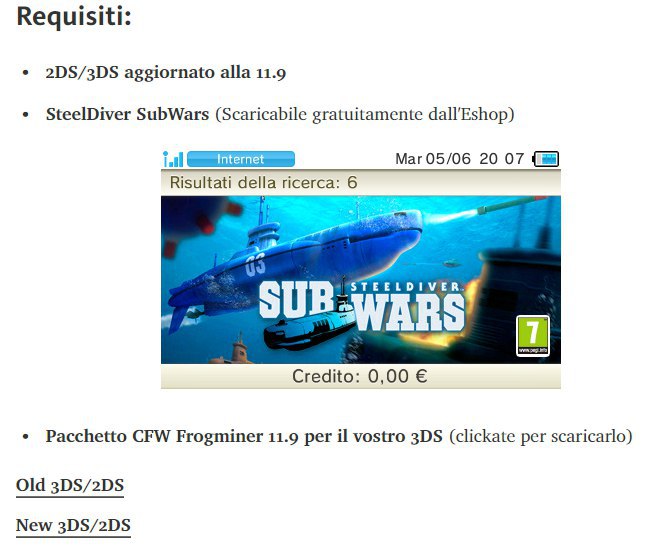 Requisiti:
• 2DS/3DS aggiornato alla 11.9
• SteelDiver SubWars (Scaricabile gratuitamente dall'Eshop)
Internet Mar 05/06 20 07
Risultati della ricerca: 6
03
STEELDIVER
SUB WARS
7
www.pegi.info
Credito: 0,00 €
• Pacchetto CFW Frogminer 11.9 per il vostro 3DS (clickate per scaricarlo)
Old 3DS/2DS
New 3DS/2DS